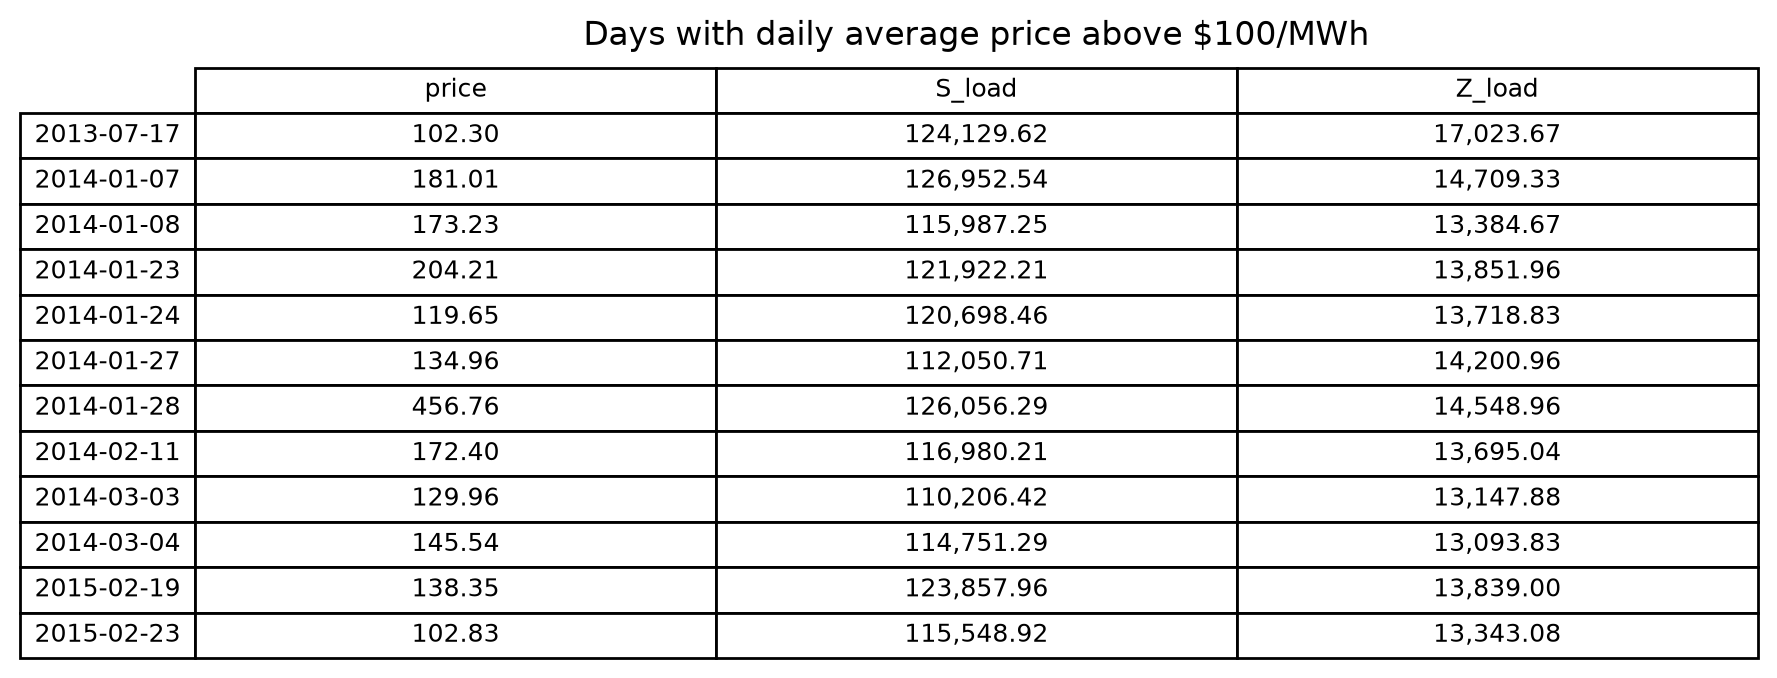 Days with daily average price above $100/MWh
price S_load Z_load
2013-07-17 102.30 124,129.62 17,023.67
2014-01-07 181.01 126,952.54 14,709.33
2014-01-08 173.23 115,987.25 13,384.67
2014-01-23 204.21 121,922.21 13,851.96
2014-01-24 119.65 120,698.46 13,718.83
2014-01-27 134.96 112,050.71 14,200.96
2014-01-28 456.76 126,056.29 14,548.96
2014-02-11 172.40 116,980.21 13,695.04
2014-03-03 129.96 110,206.42 13,147.88
2014-03-04 145.54 114,751.29 13,093.83
2015-02-19 138.35 123,857.96 13,839.00
2015-02-23 102.83 115,548.92 13,343.08